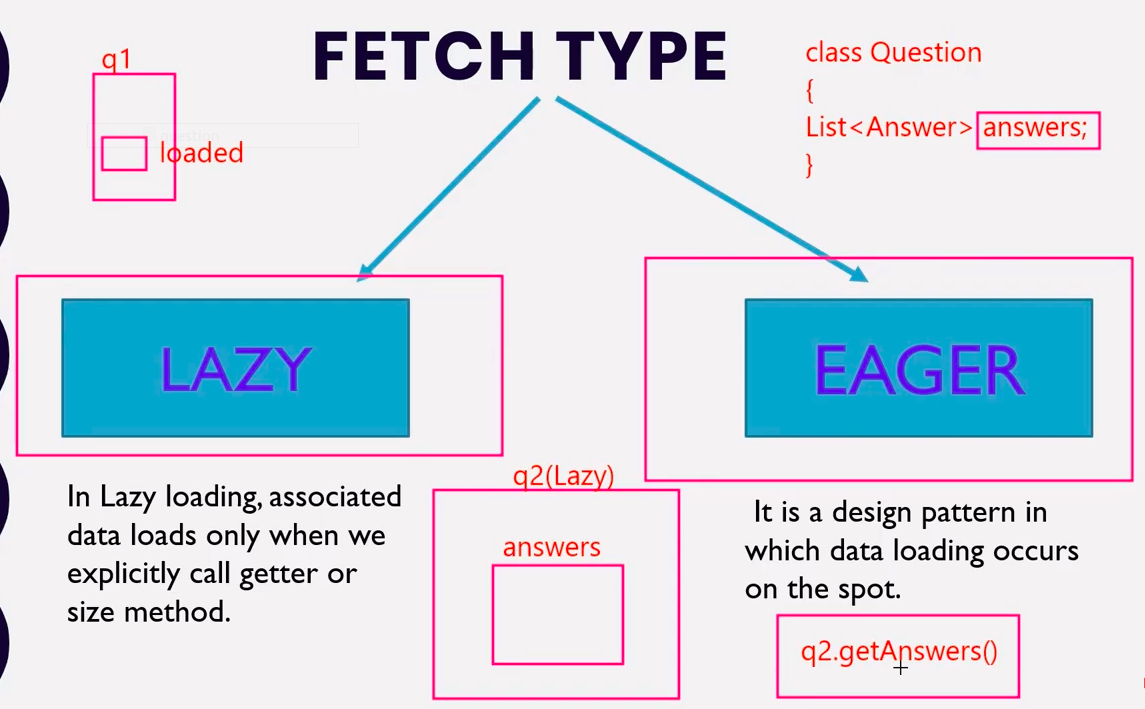 FETCH TYPE
q1
question
loaded
class Question
{
List<Answer> answers;
}
LAZY
EAGER
In Lazy loading, associated
data loads only when we
explicitly call getter or
size method.
q2(Lazy)
answers
It is a design pattern in
which data loading occurs
on the spot.
q2.getAnswers()